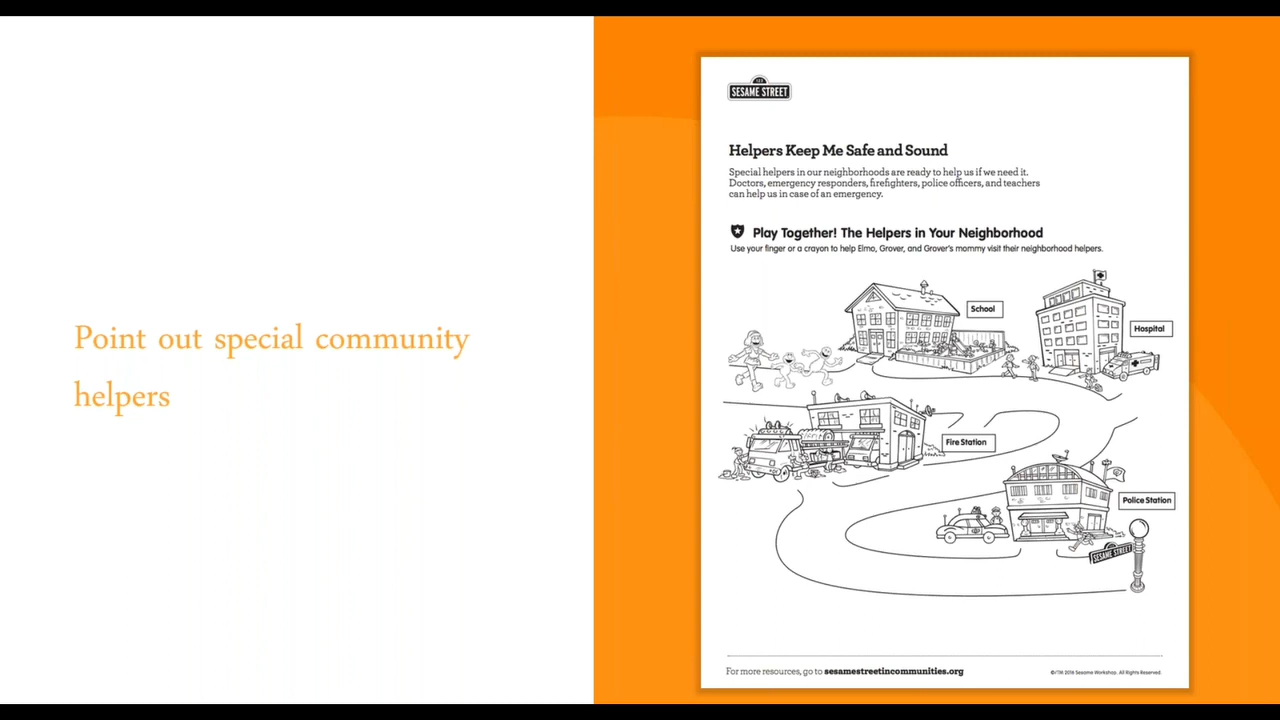 Point out special community
helpers
123
SESAME STREET
Helpers Keep Me Safe and Sound
Special helpers in our neighborhoods are ready to help us if we need it.
Doctors, emergency responders, firefighters, police officers, and teachers
can help us in case of an emergency.
Play Together! The Helpers in Your Neighborhood
Use your finger or a crayon to help Elmo, Grover, and Grover's mommy visit their neighborhood helpers.
School
Hospital
Fire Station
Police Station
SESAME STREET
For more resources, go to sesamestreetincommunities.org
©/TM 2016 Sesame Workshop. All Rights Reserved.